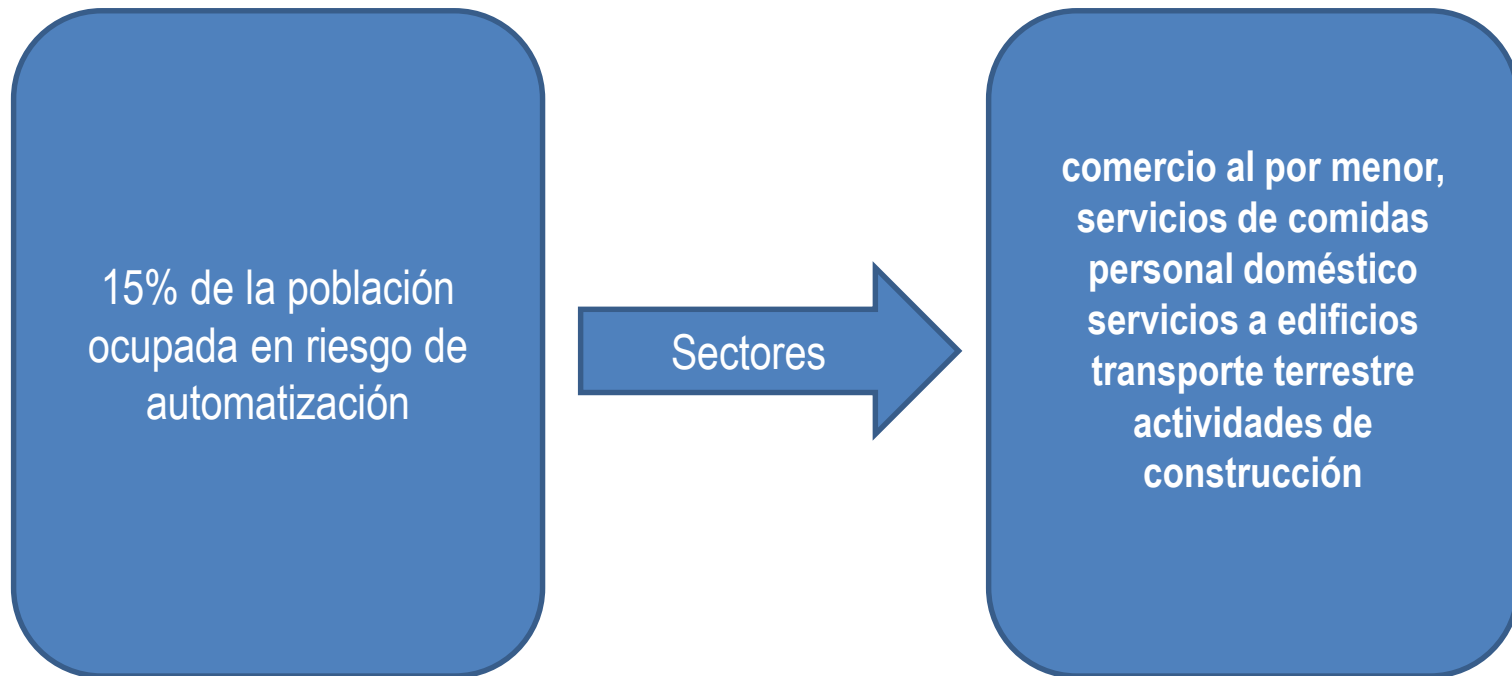 15% de la población
ocupada en riesgo de
automatización
Sectores
comercio al por menor,
servicios de comidas
personal doméstico
servicios a edificios
transporte terrestre
actividades de
construcción